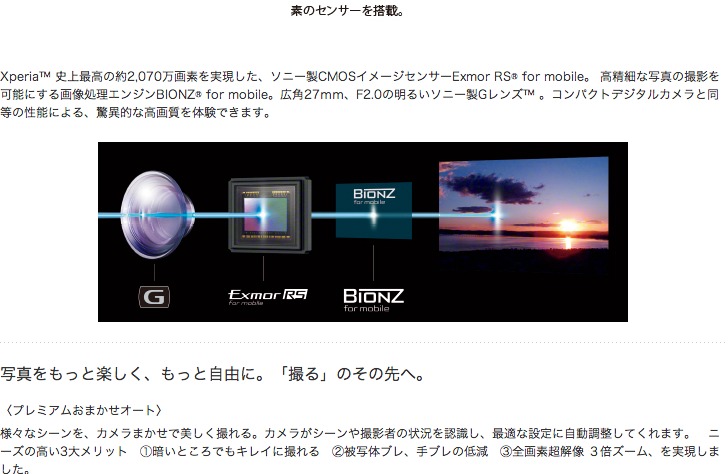 素のセンサーを搭載。
Xperia™ 史上最高の約2,070万画素を実現した、ソニー製CMOSイメージセンサーExmor RS® for mobile。 高精細な写真の撮影を
可能にする画像処理エンジンBIONZ® for mobile。広角27mm、F2.0の明るいソニー製Gレンズ™ 。コンパクトデジタルカメラと同
等の性能による、驚異的な高画質を体験できます。
BIONZ
for mobile
G
Exmor RS
for mobile
BIONZ
for mobile
写真をもっと楽しく、もっと自由に。「撮る」のその先へ。
〈プレミアムおまかせオート〉
様々なシーンを、カメラまかせで美しく撮れる。カメラがシーンや撮影者の状況を認識し、最適な設定に自動調整してくれます。　ニ
ーズの高い3大メリット　①暗いところでもキレイに撮れる　②被写体ブレ、手ブレの低減　③全画素超解像 ３倍ズーム、を実現しま
した。